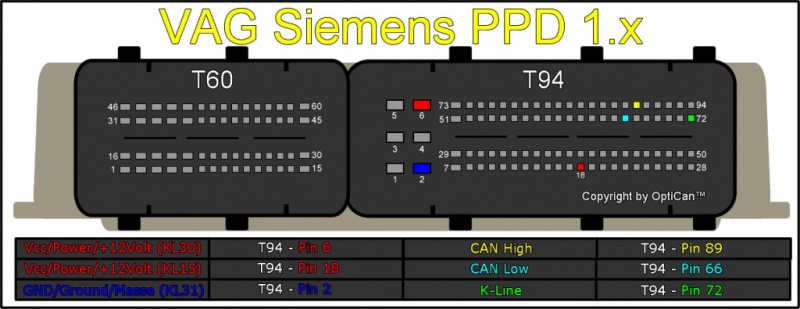 VAG Siemens PPD 1.x
T60
T94
46 60
31 45
16 30
1 15
5 6 73 94
51 72
3 4
29 50
7 28
1 2 18
Copyright by OptiCan™
Vcc/Power/+12Volt (KL30) T94 - Pin 6 CAN High T94 - Pin 89
Vcc/Power/+12Volt (KL15) T94 - Pin 18 CAN Low T94 - Pin 66
GND/Ground/Masse (KL31) T94 - Pin 2 K-Line T94 - Pin 72